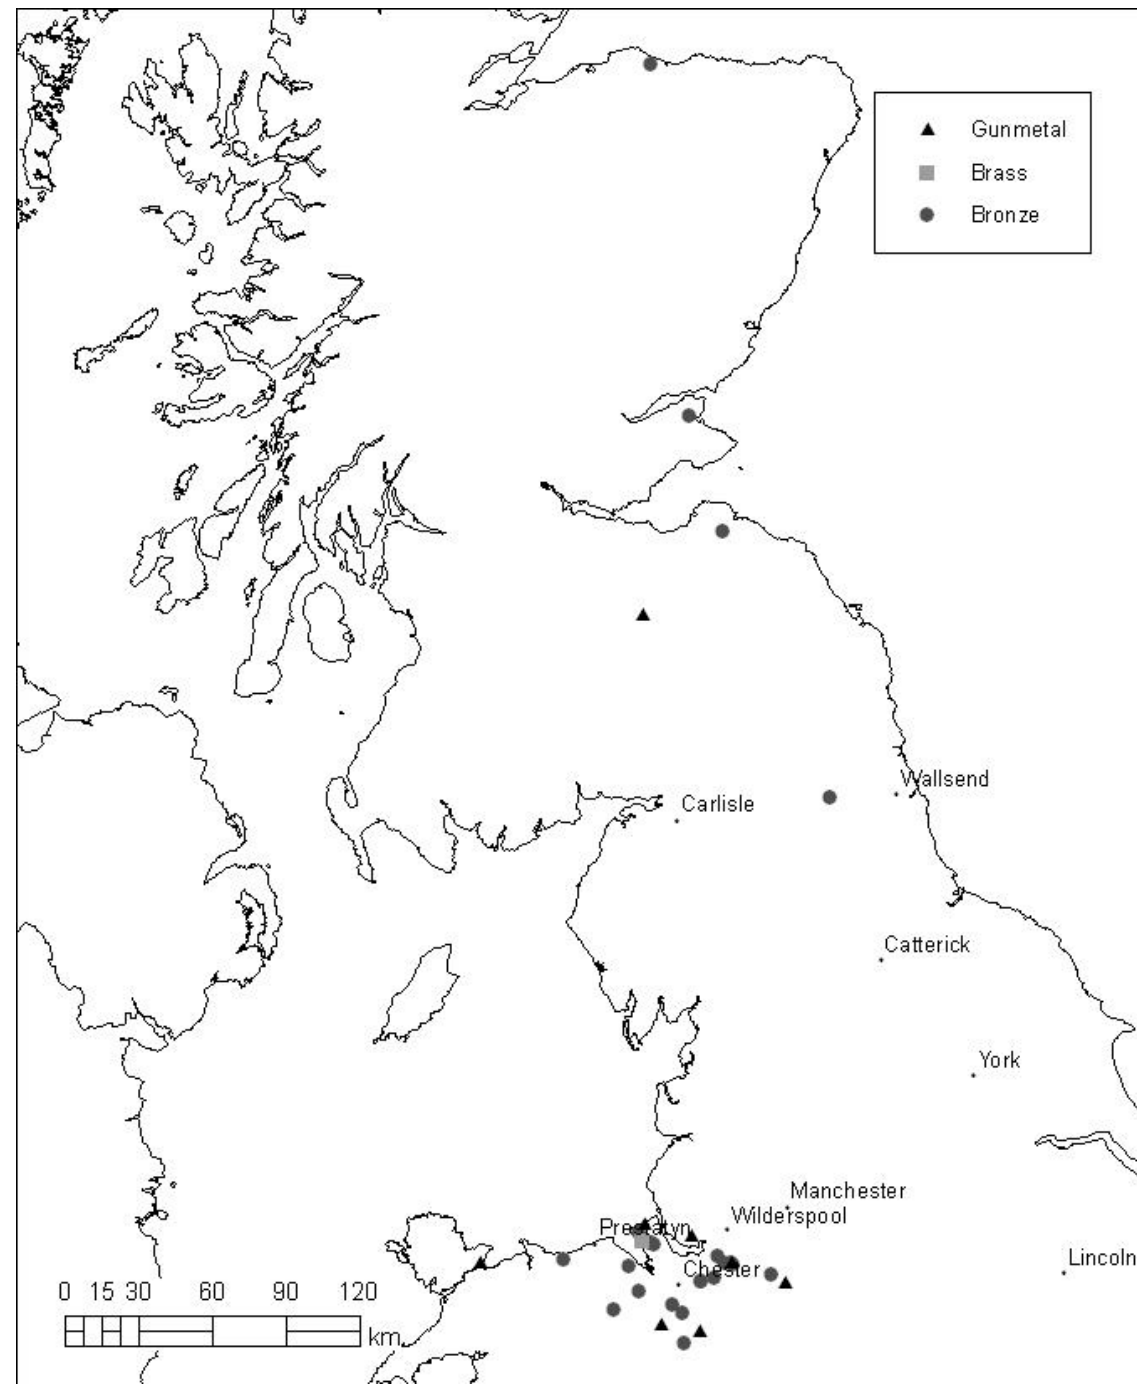 Gunmetal
Brass
Bronze
Wallsend
Carlisle
Catterick
York
Manchester
Wilderspool
Prestatyn
Chester
Lincoln
0 15 30 60 90 120
km